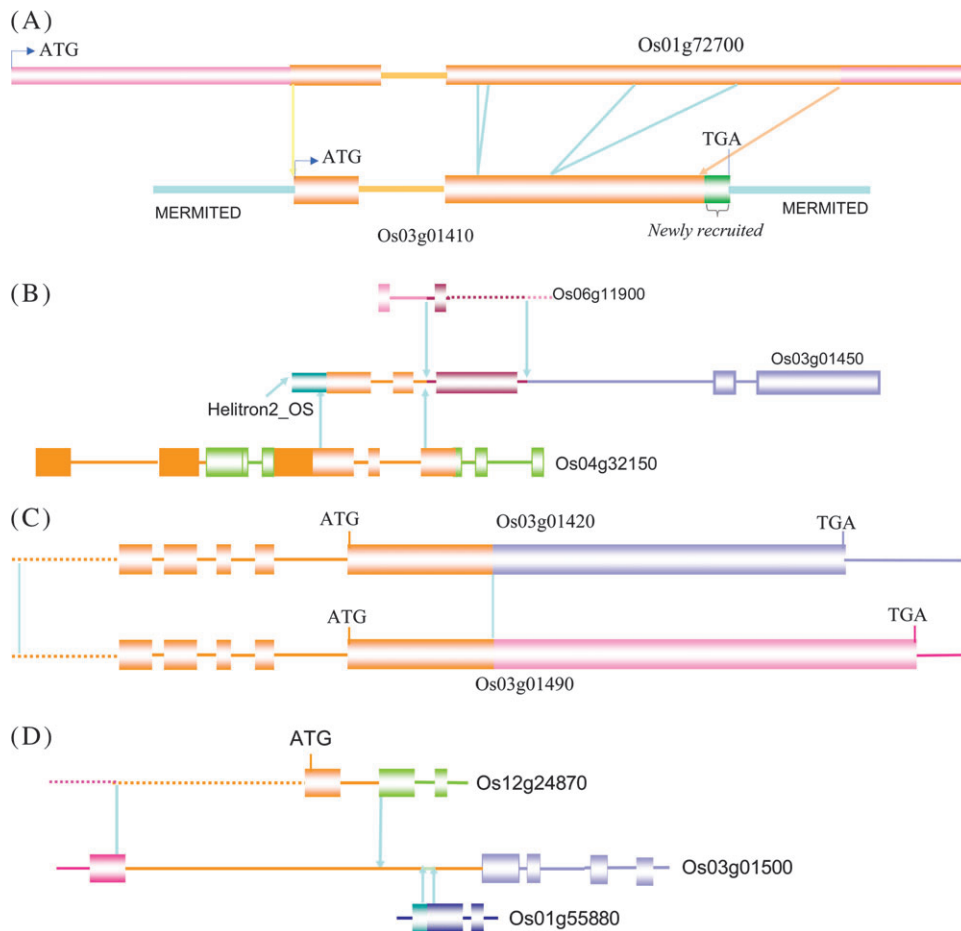 (A)
ATG
Os01g72700
ATG
TGA
MERMITED
Newly recruited
MERMITED
Os03g01410
(B)
Os06g11900
Os03g01450
Helitron2_OS
Os04g32150
(C)
ATG
Os03g01420
TGA
ATG
TGA
Os03g01490
(D)
ATG
Os12g24870
Os03g01500
Os01g55880